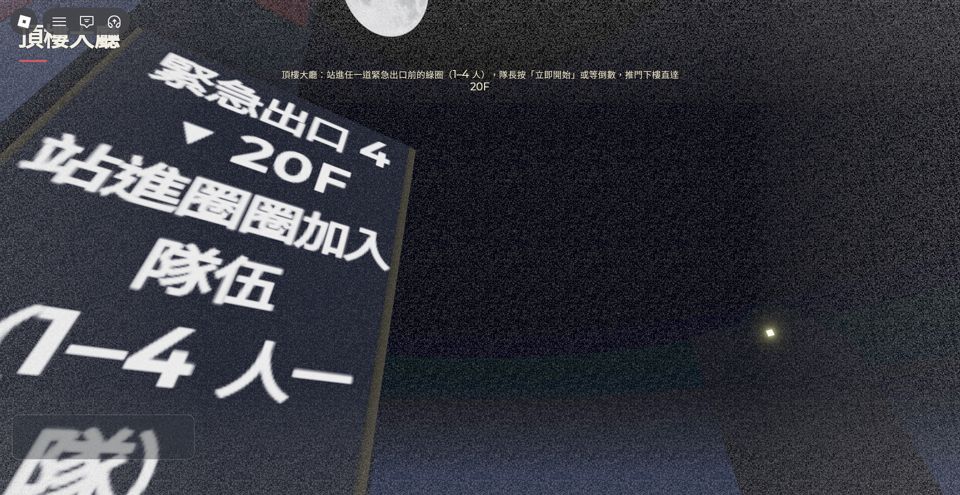 頂樓大廳
頂樓大廳：站進任一道緊急出口前的綠圈（1–4 人），隊長按「立即開始」或等倒數，推門下樓直達
20F
緊急出口 4
▼ 20F
站進圈圈加入
隊伍
（1–4 人一
隊）